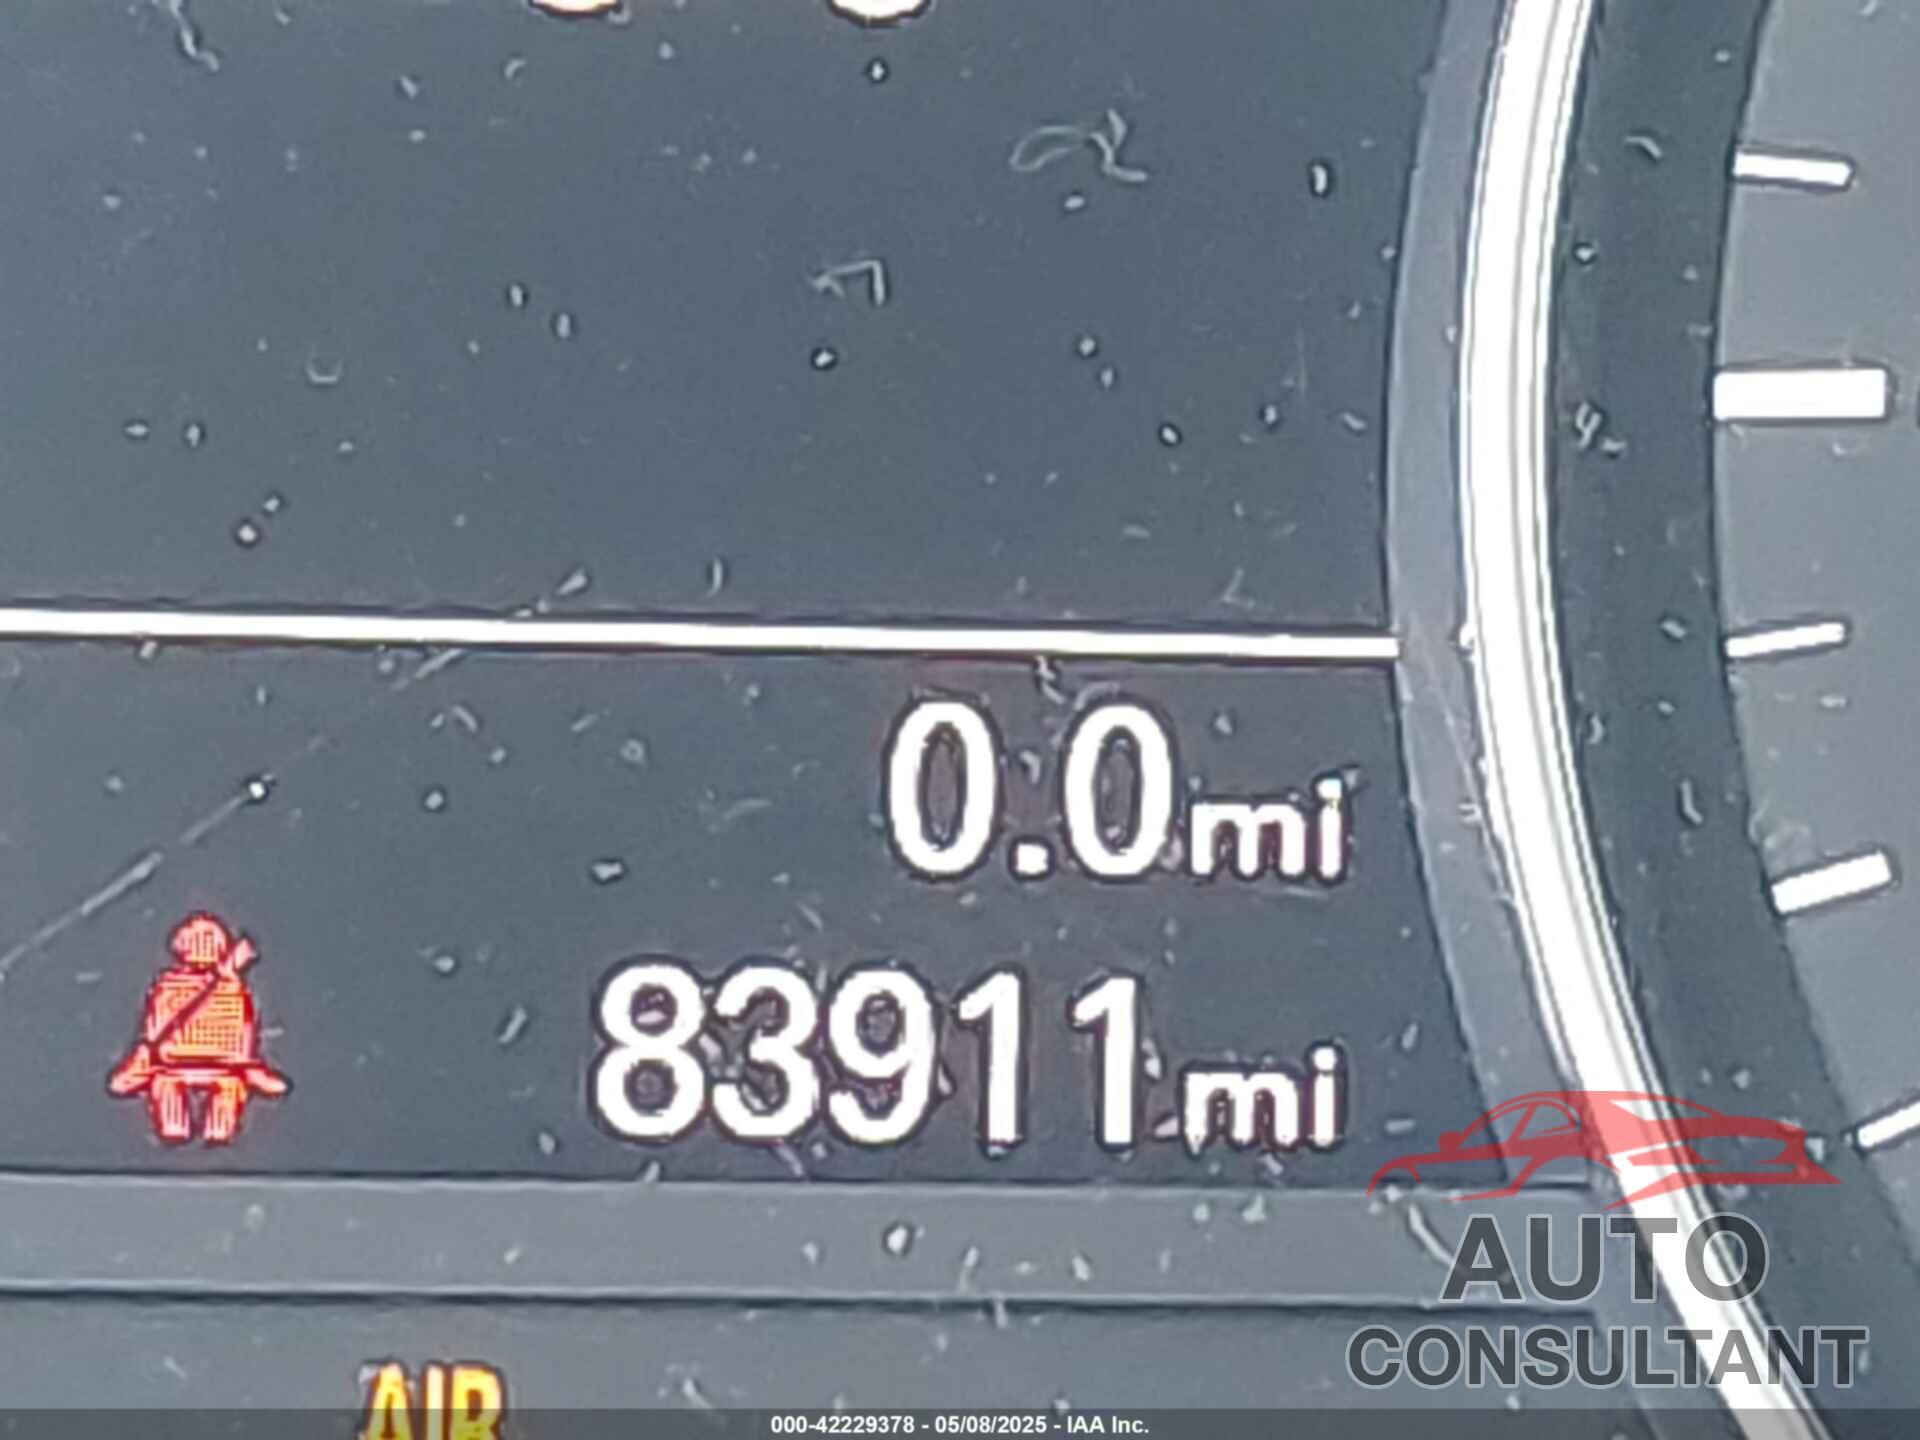 0.0mi
83911mi
AUTO
CONSULTANT
AIR
000-42229378 - 05/08/2025 - IAA Inc.